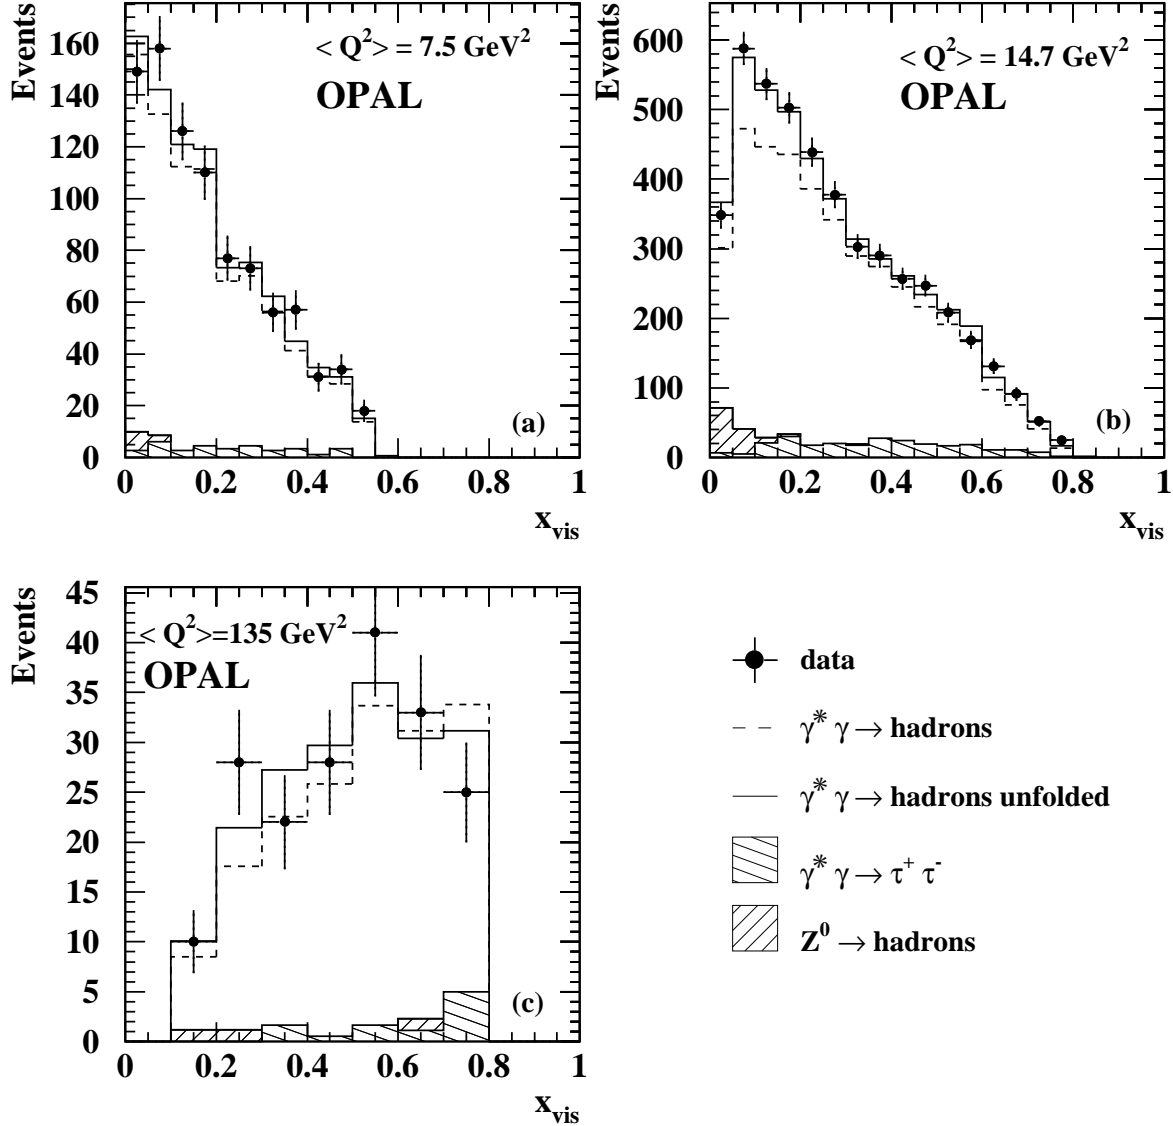 Events
< Q²> = 7.5 GeV²
OPAL
160
140
120
100
80
60
40
20
0
(a)
0 0.2 0.4 0.6 0.8 1
x_vis
Events
< Q²> = 14.7 GeV²
OPAL
600
500
400
300
200
100
0
(b)
0 0.2 0.4 0.6 0.8 1
x_vis
Events
< Q²>=135 GeV²
OPAL
45
40
35
30
25
20
15
10
5
0
(c)
0 0.2 0.4 0.6 0.8 1
x_vis
data
γ* γ → hadrons
γ* γ → hadrons unfolded
γ* γ → τ⁺ τ⁻
Z⁰ → hadrons